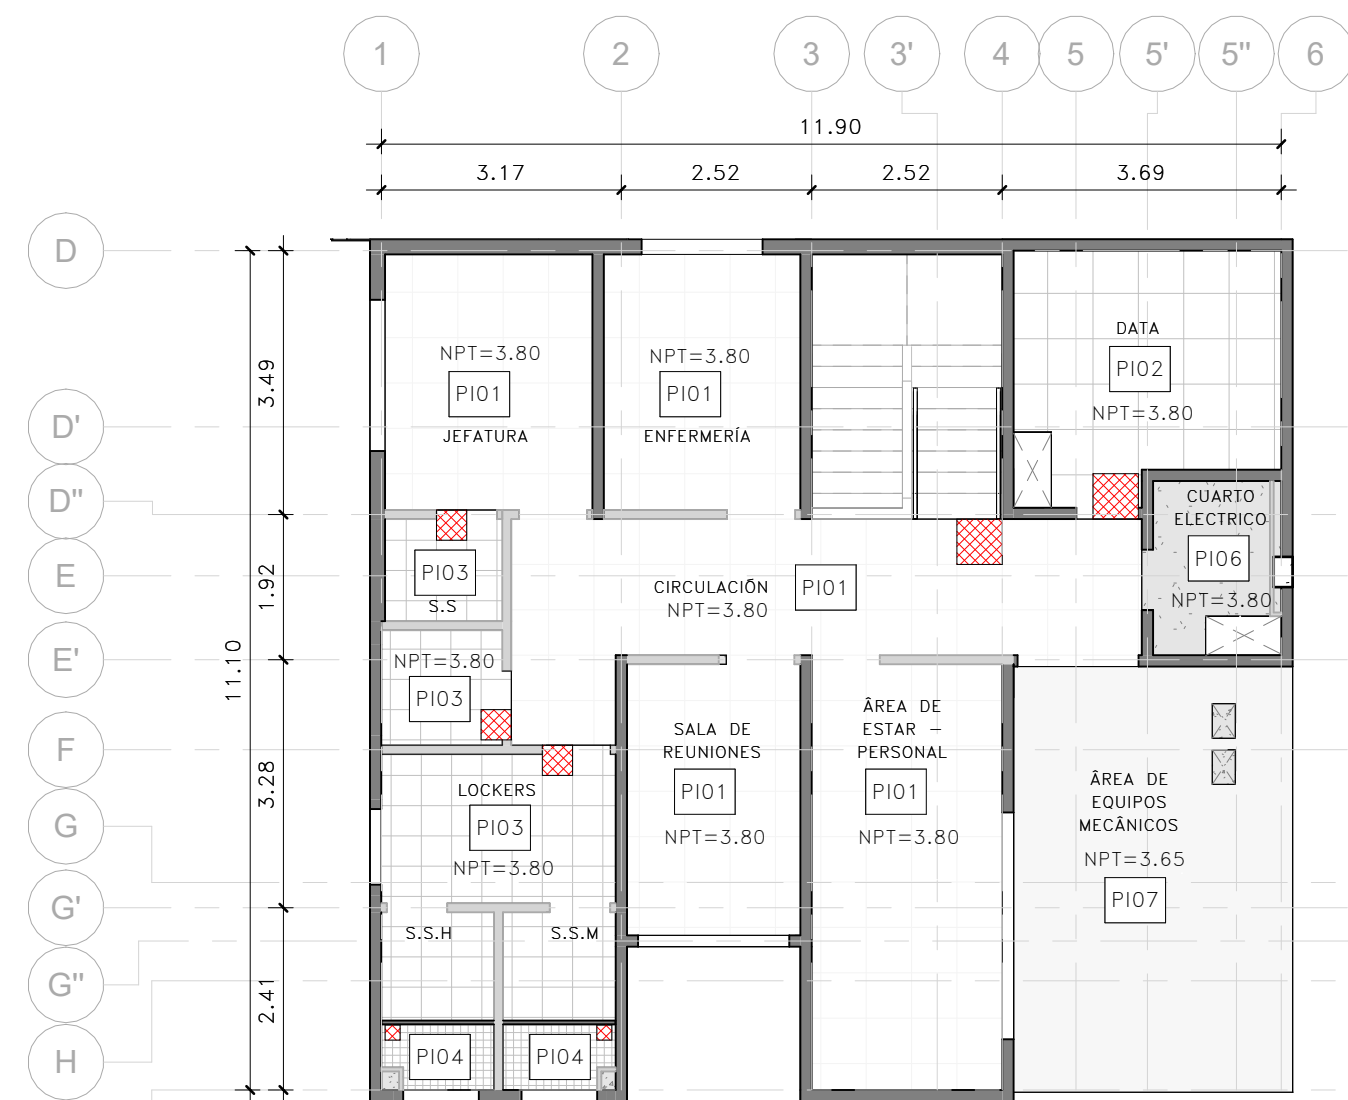 1 2 3 3' 4 5 5' 5'' 6
11.90
3.17 2.52 2.52 3.69
D
D'
D''
E
E'
F
G
G'
G''
H
3.49
1.92
11.10
3.28
2.41
NPT=3.80
PI01
JEFATURA
NPT=3.80
PI01
ENFERMERÍA
DATA
PI02
NPT=3.80
CUARTO
ELECTRICO
PI06
NPT=3.80
PI03
S.S
CIRCULACIÓN
NPT=3.80
PI01
NPT=3.80
PI03
SALA DE
REUNIONES
PI01
NPT=3.80
ÂREA DE
ESTAR –
PERSONAL
PI01
NPT=3.80
ÂREA DE
EQUIPOS
MECÂNICOS
NPT=3.65
PI07
LOCKERS
PI03
NPT=3.80
S.S.H
S.S.M
PI04
PI04